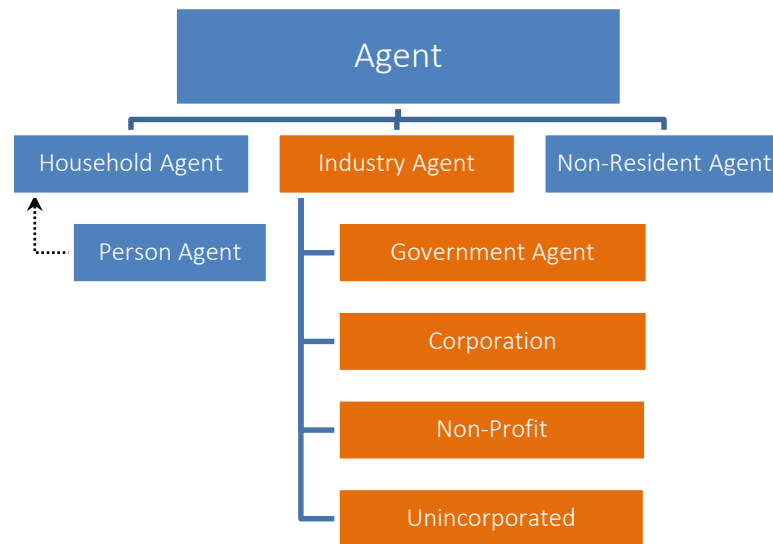 Agent
Household Agent
Industry Agent
Non-Resident Agent
Person Agent
Government Agent
Corporation
Non-Profit
Unincorporated